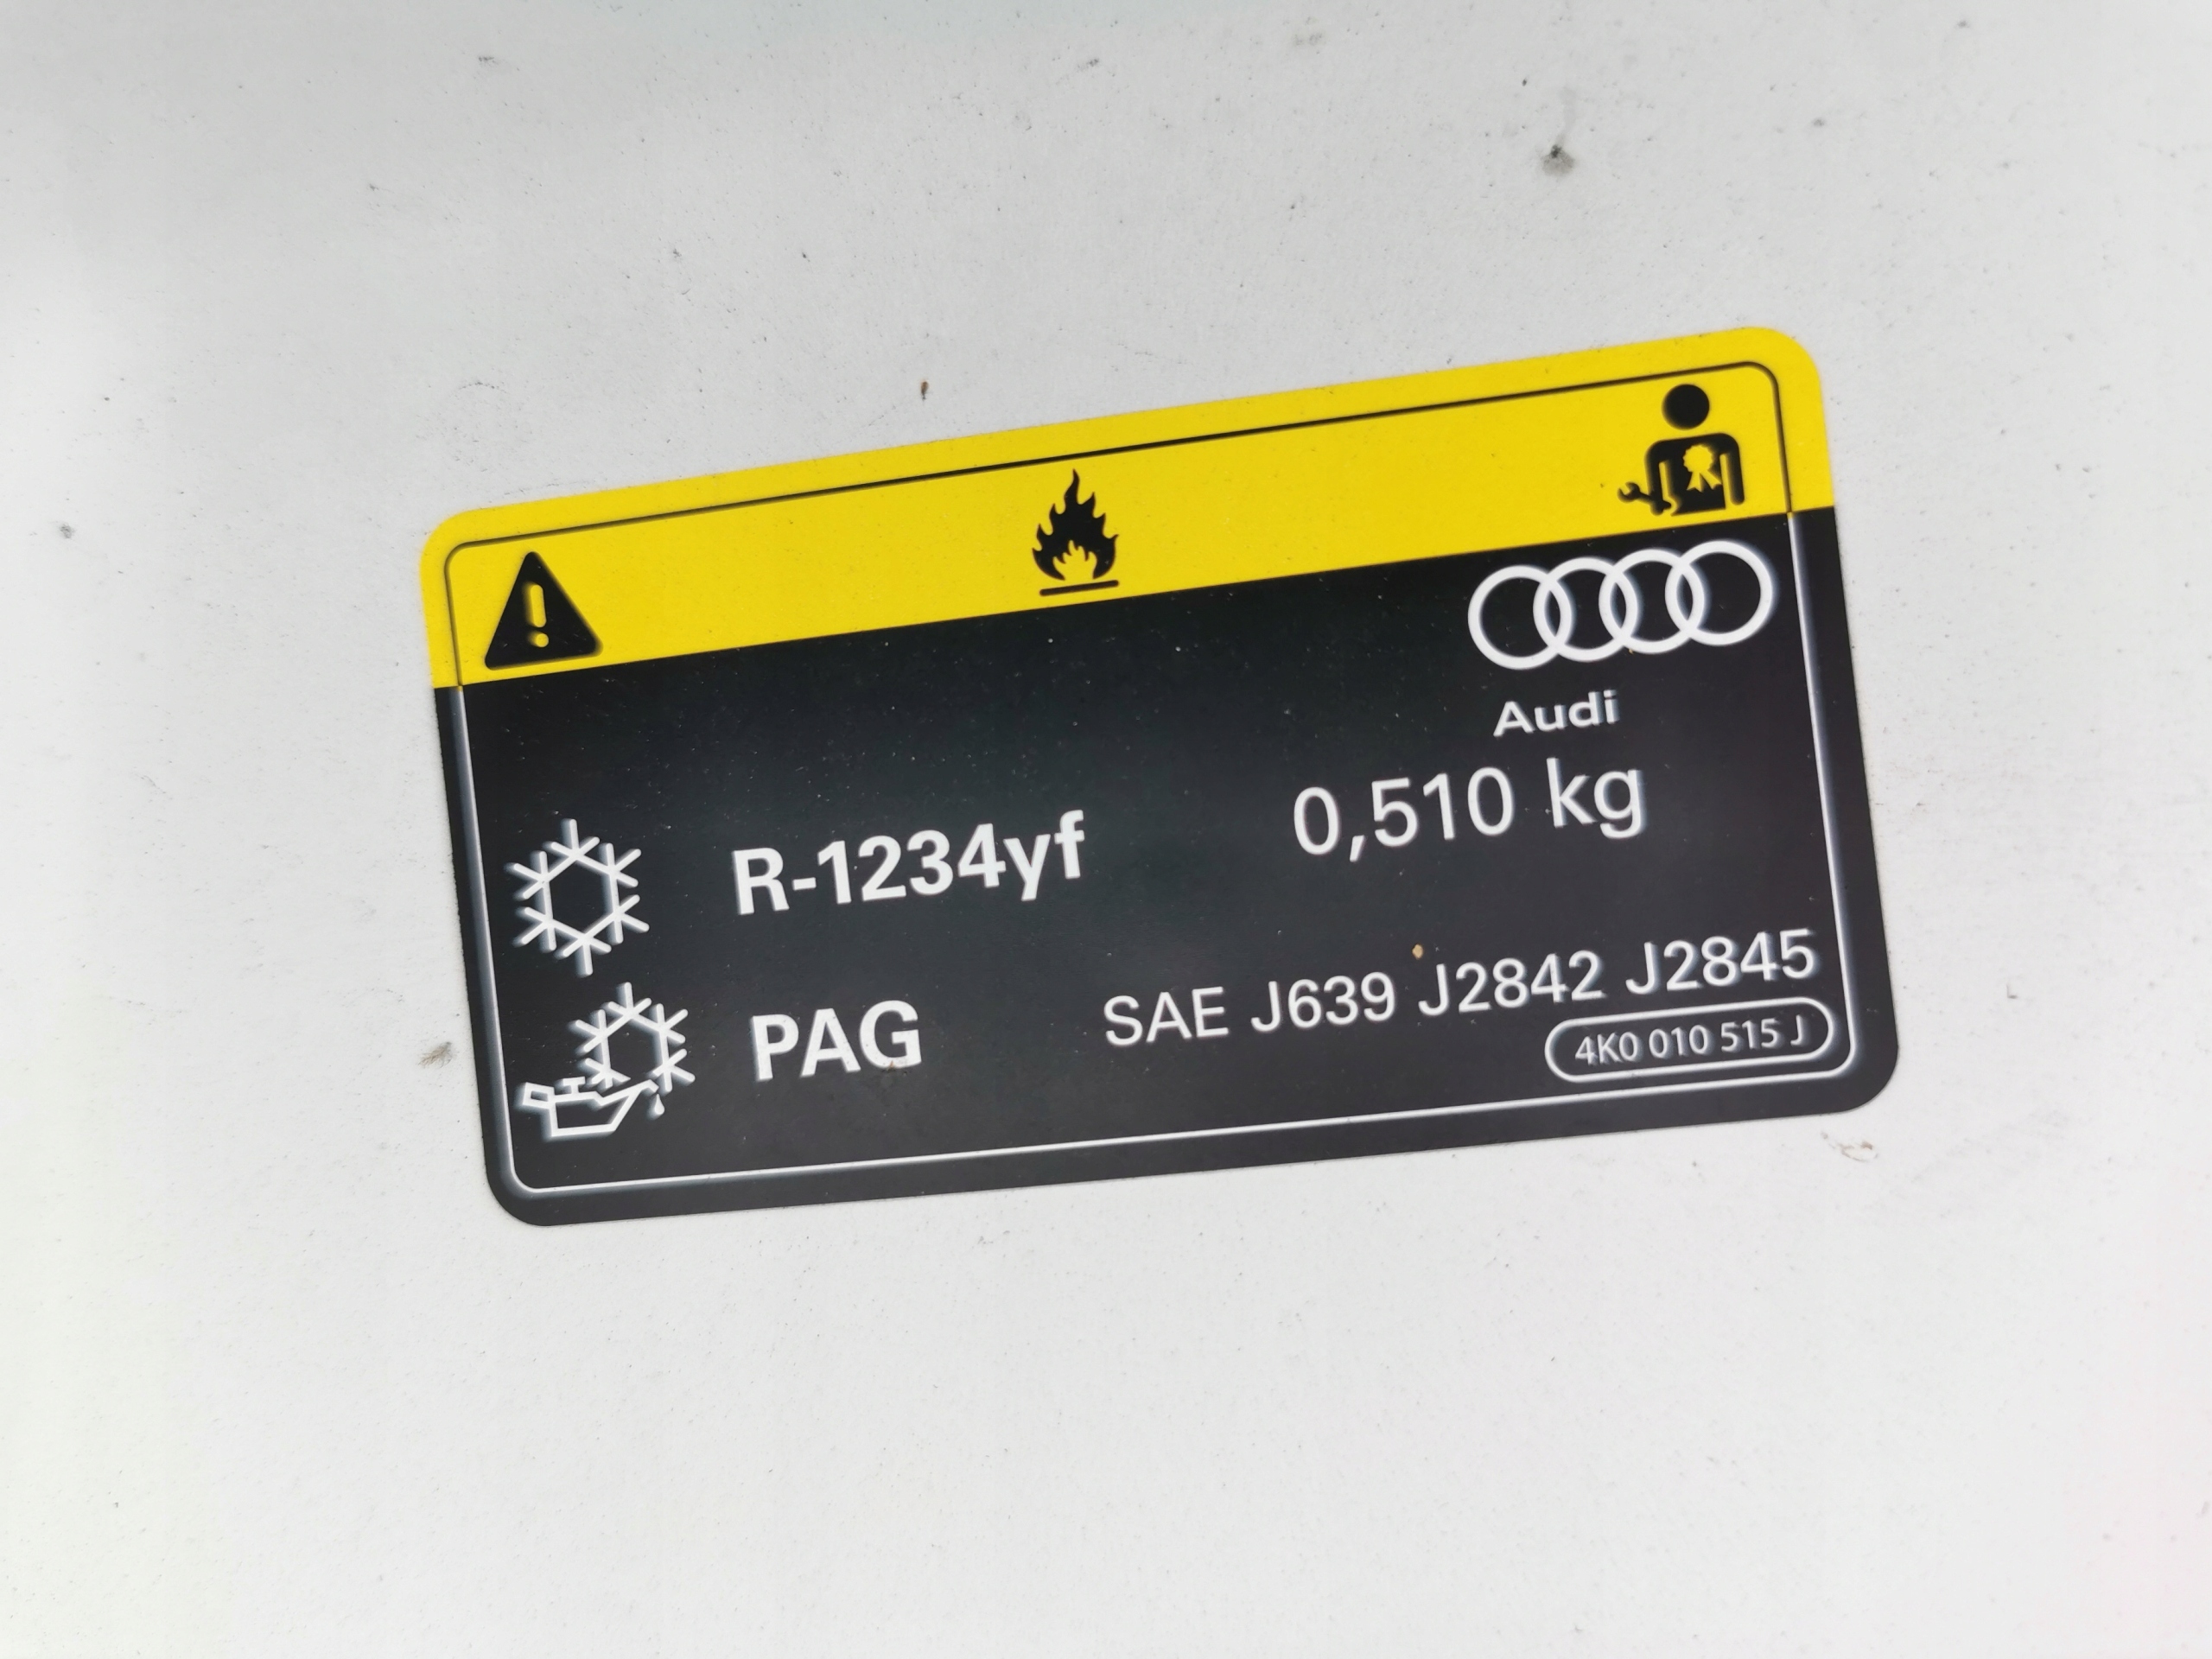 Audi
R-1234yf 0,510 kg
PAG SAE J639 J2842 J2845
4K0 010 515 J